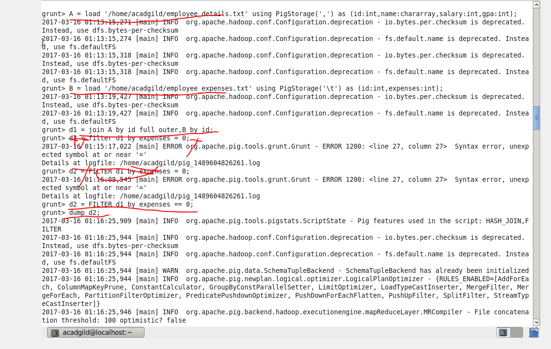 grunt> A = load '/home/acadgild/employee_details.txt' using PigStorage(',') as (id:int,name:chararray,salary:int,gpa:int);
2017-03-16 01:13:15,271 [main] INFO  org.apache.hadoop.conf.Configuration.deprecation - io.bytes.per.checksum is deprecated.
Instead, use dfs.bytes-per-checksum
2017-03-16 01:13:15,274 [main] INFO  org.apache.hadoop.conf.Configuration.deprecation - fs.default.name is deprecated. Instea
d, use fs.defaultFS
2017-03-16 01:13:15,318 [main] INFO  org.apache.hadoop.conf.Configuration.deprecation - io.bytes.per.checksum is deprecated.
Instead, use dfs.bytes-per-checksum
2017-03-16 01:13:15,318 [main] INFO  org.apache.hadoop.conf.Configuration.deprecation - fs.default.name is deprecated. Instea
d, use fs.defaultFS
grunt> B = load '/home/acadgild/employee_expenses.txt' using PigStorage('\t') as (id:int,expenses:int);
2017-03-16 01:13:19,427 [main] INFO  org.apache.hadoop.conf.Configuration.deprecation - io.bytes.per.checksum is deprecated.
Instead, use dfs.bytes-per-checksum
2017-03-16 01:13:19,427 [main] INFO  org.apache.hadoop.conf.Configuration.deprecation - fs.default.name is deprecated. Instea
d, use fs.defaultFS
grunt> d1 = join A by id full outer,B by id;
grunt> = filter d1 by expenses = 0;
2017-03-16 01:15:17,022 [main] ERROR org.apache.pig.tools.grunt.Grunt - ERROR 1200: <line 27, column 27>  Syntax error, unexp
ected symbol at or near '='
Details at logfile: /home/acadgild/pig_1489604826261.log
grunt> d2 = FILTER d1 by expenses = 0;
2017-03-16 01:16:09,545 [main] ERROR org.apache.pig.tools.grunt.Grunt - ERROR 1200: <line 27, column 27>  Syntax error, unexp
ected symbol at or near '='
Details at logfile: /home/acadgild/pig_1489604826261.log
grunt> d2 = FILTER d1 by expenses == 0;
grunt> dump d2;
2017-03-16 01:16:25,909 [main] INFO  org.apache.pig.tools.pigstats.ScriptState - Pig features used in the script: HASH_JOIN,F
ILTER
2017-03-16 01:16:25,944 [main] INFO  org.apache.hadoop.conf.Configuration.deprecation - io.bytes.per.checksum is deprecated.
Instead, use dfs.bytes-per-checksum
2017-03-16 01:16:25,944 [main] INFO  org.apache.hadoop.conf.Configuration.deprecation - fs.default.name is deprecated. Instea
d, use fs.defaultFS
2017-03-16 01:16:25,944 [main] WARN  org.apache.pig.data.SchemaTupleBackend - SchemaTupleBackend has already been initialized
2017-03-16 01:16:25,944 [main] INFO  org.apache.pig.newplan.logical.optimizer.LogicalPlanOptimizer - {RULES_ENABLED=[AddForEa
ch, ColumnMapKeyPrune, ConstantCalculator, GroupByConstParallelSetter, LimitOptimizer, LoadTypeCastInserter, MergeFilter, Mer
geForEach, PartitionFilterOptimizer, PredicatePushdownOptimizer, PushDownForEachFlatten, PushUpFilter, SplitFilter, StreamTyp
eCastInserter]}
2017-03-16 01:16:25,946 [main] INFO  org.apache.pig.backend.hadoop.executionengine.mapReduceLayer.MRCompiler - File concatena
tion threshold: 100 optimistic? false
acadgild@localhost:~